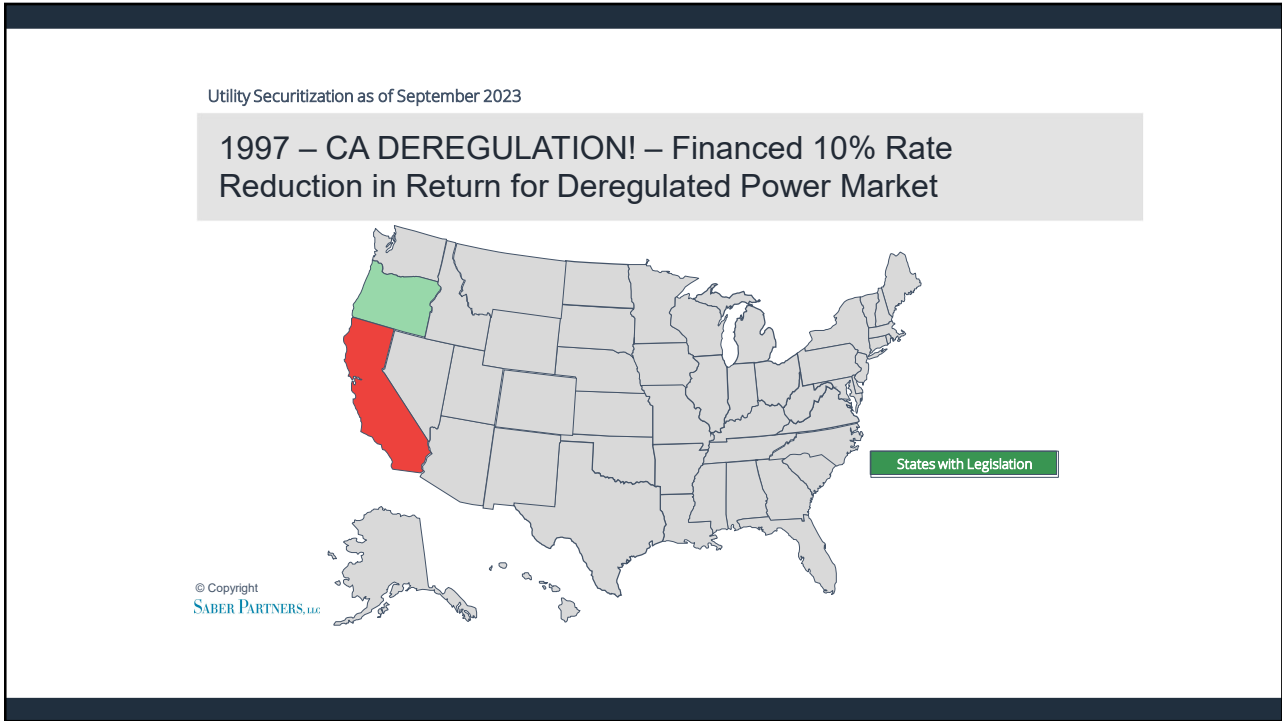 Utility Securitization as of September 2023
1997 – CA DEREGULATION! – Financed 10% Rate
Reduction in Return for Deregulated Power Market
States with Legislation
© Copyright
SABER PARTNERS, LLC